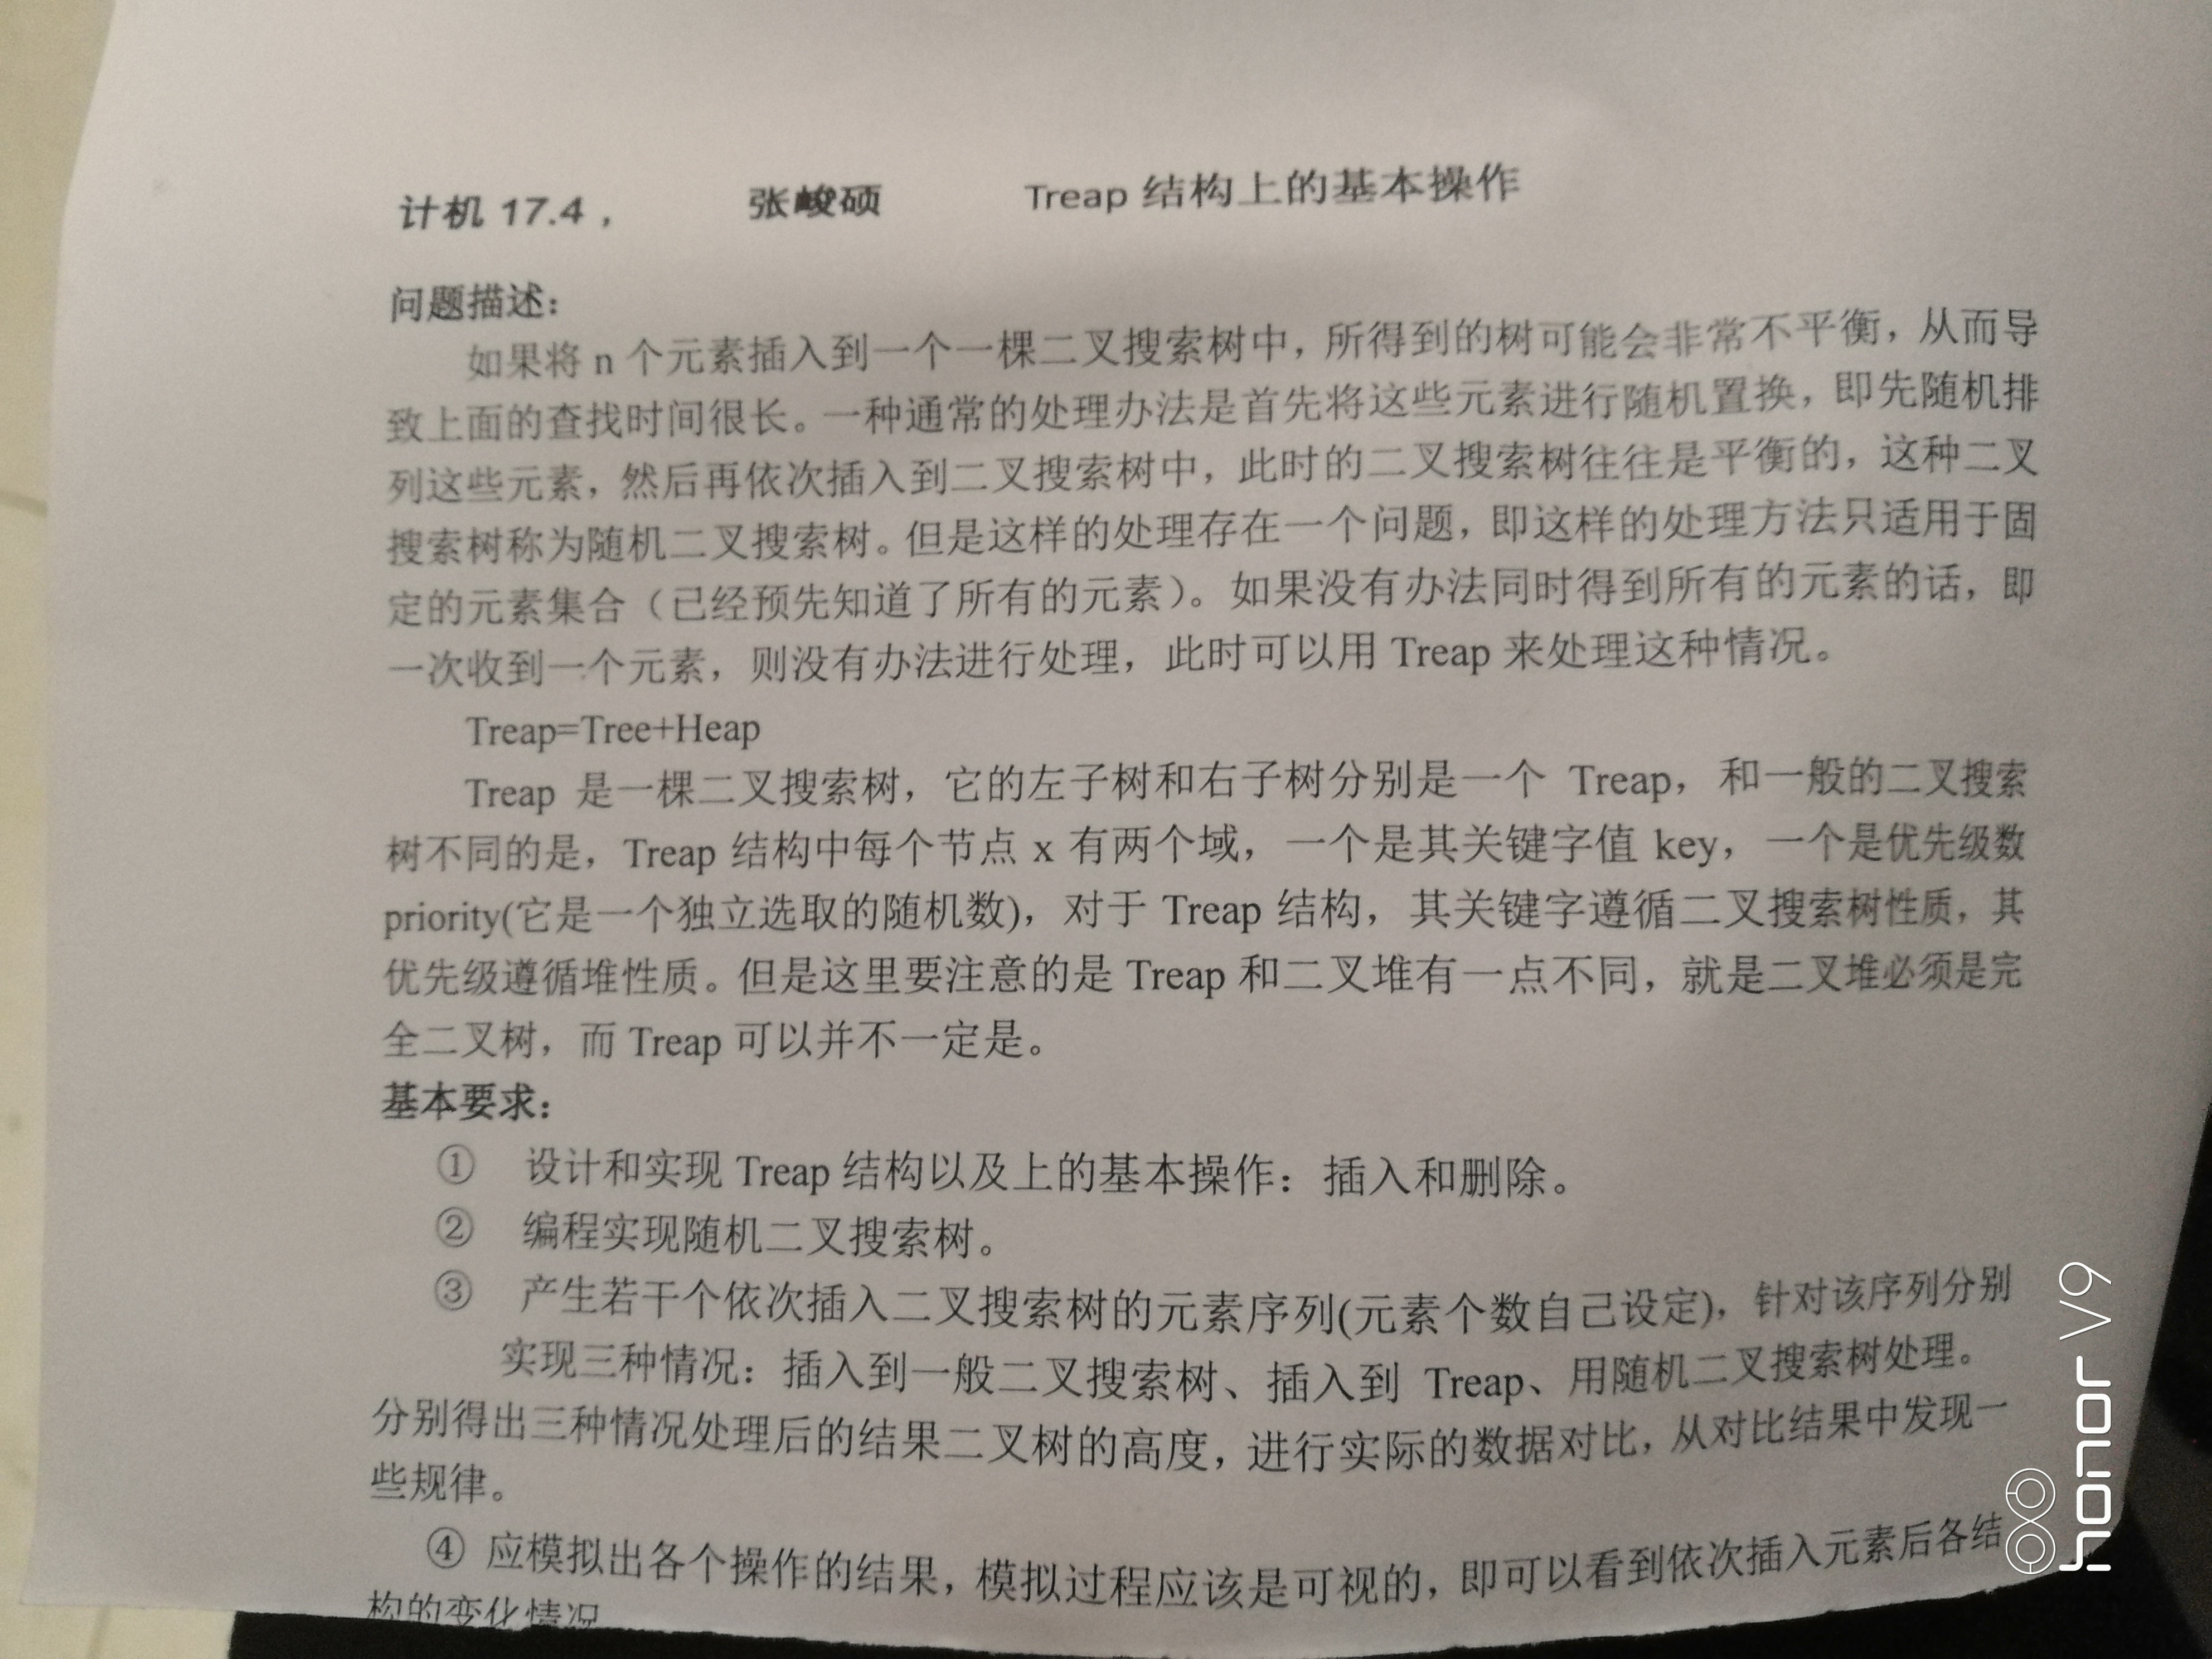 计机 17.4， 张峻硕 Treap 结构上的基本操作
问题描述：
如果将 n 个元素插入到一个一棵二叉搜索树中，所得到的树可能会非常不平衡，从而导
致上面的查找时间很长。一种通常的处理办法是首先将这些元素进行随机置换，即先随机排
列这些元素，然后再依次插入到二叉搜索树中，此时的二叉搜索树往往是平衡的，这种二叉
搜索树称为随机二叉搜索树。但是这样的处理存在一个问题，即这样的处理方法只适用于固
定的元素集合（已经预先知道了所有的元素）。如果没有办法同时得到所有的元素的话，即
一次收到一个元素，则没有办法进行处理，此时可以用 Treap 来处理这种情况。
Treap=Tree+Heap
Treap 是一棵二叉搜索树，它的左子树和右子树分别是一个 Treap，和一般的二叉搜索
树不同的是，Treap 结构中每个节点 x 有两个域，一个是其关键字值 key，一个是优先级数
priority(它是一个独立选取的随机数)，对于 Treap 结构，其关键字遵循二叉搜索树性质，其
优先级遵循堆性质。但是这里要注意的是 Treap 和二叉堆有一点不同，就是二叉堆必须是完
全二叉树，而 Treap 可以并不一定是。
基本要求：
① 设计和实现 Treap 结构以及上的基本操作：插入和删除。
② 编程实现随机二叉搜索树。
③ 产生若干个依次插入二叉搜索树的元素序列(元素个数自己设定)，针对该序列分别
实现三种情况：插入到一般二叉搜索树、插入到 Treap、用随机二叉搜索树处理。
分别得出三种情况处理后的结果二叉树的高度，进行实际的数据对比，从对比结果中发现一
些规律。
④ 应模拟出各个操作的结果，模拟过程应该是可视的，即可以看到依次插入元素后各结
构的变化情况
honor V9